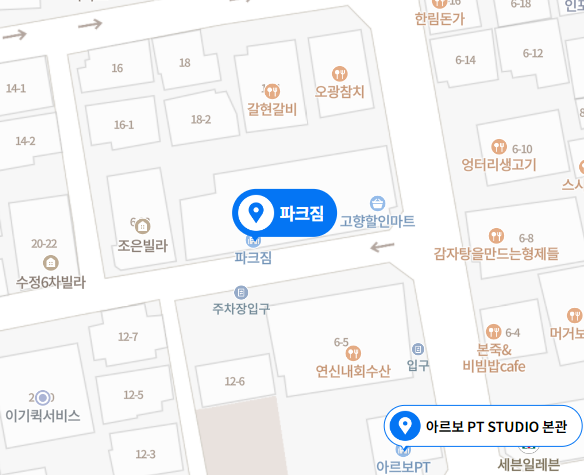 16
6-18
인포
한림돈가
14-1
16
18
6-14
6-12
오광참치
갈현갈비
18-2
16-1
14-2
6-10
엉터리생고기
스시
파크짐
고향할인마트
조은빌라
20-22
수정6차빌라
파크짐
6-8
감자탕을만드는형제들
주차장입구
12-7
6-5
연신내회수산
입구
6-4
본죽&
비빔밥cafe
머거보
12-6
12-5
이기퀵서비스
아르보 PT STUDIO 본관
12-3
아르보PT
세븐일레븐